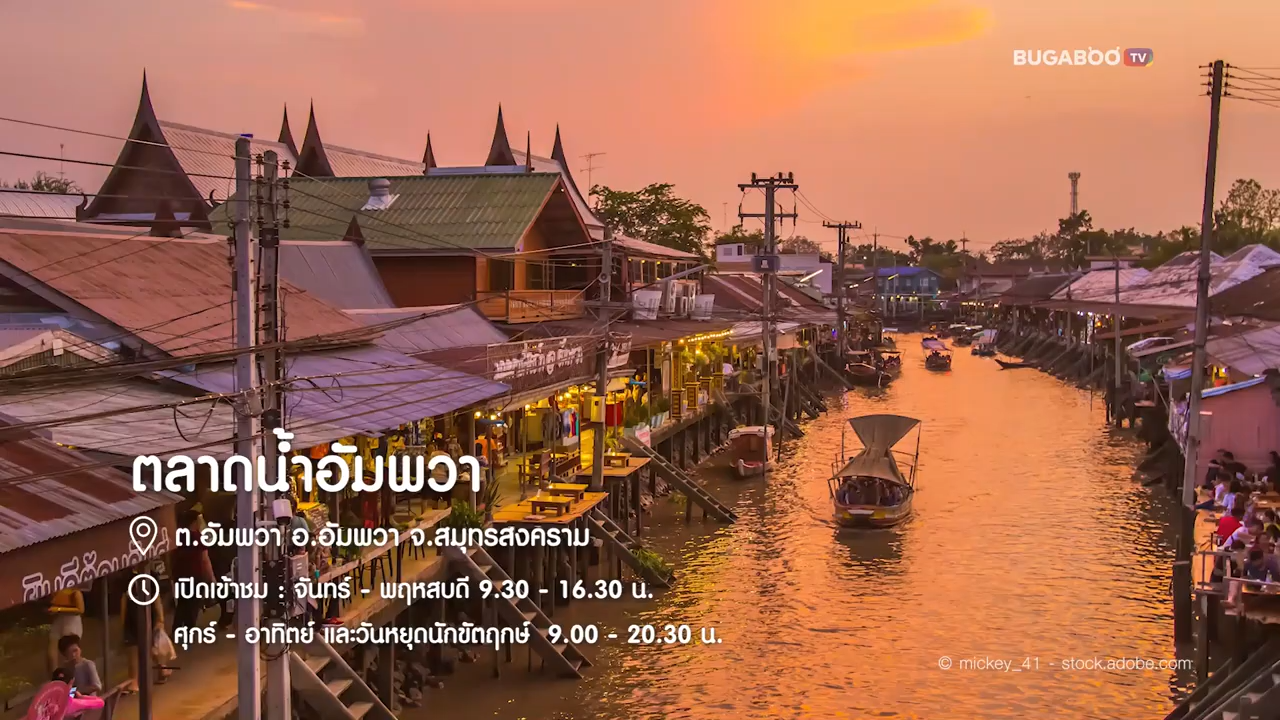 BUGABOO TV
ตลาดน้ำอัมพวา
ต.อัมพวา อ.อัมพวา จ.สมุทรสงคราม
เปิดเข้าชม : จันทร์ - พฤหสบดี 9.30 - 16.30 น.
ศุกร์ - อาทิตย์ และวันหยุดนักขัตฤกษ์ 9.00 - 20.30 น.
© mickey_41 - stock.adobe.com